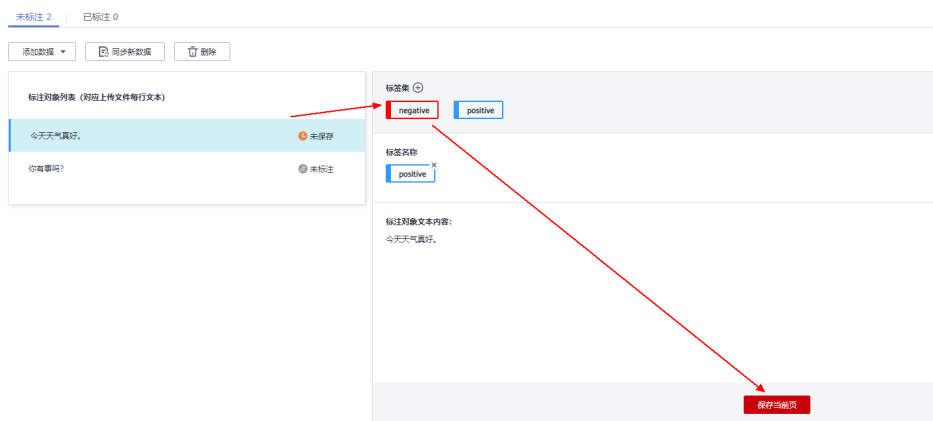 未标注 2 已标注 0
添加数据 同步新数据 删除
标注对象列表（对应上传文件每行文本）
今天天气真好。 未保存
你有事吗? 未标注
标签集
negative positive
标签名称
positive
标注对象文本内容:
今天天气真好。
保存当前页